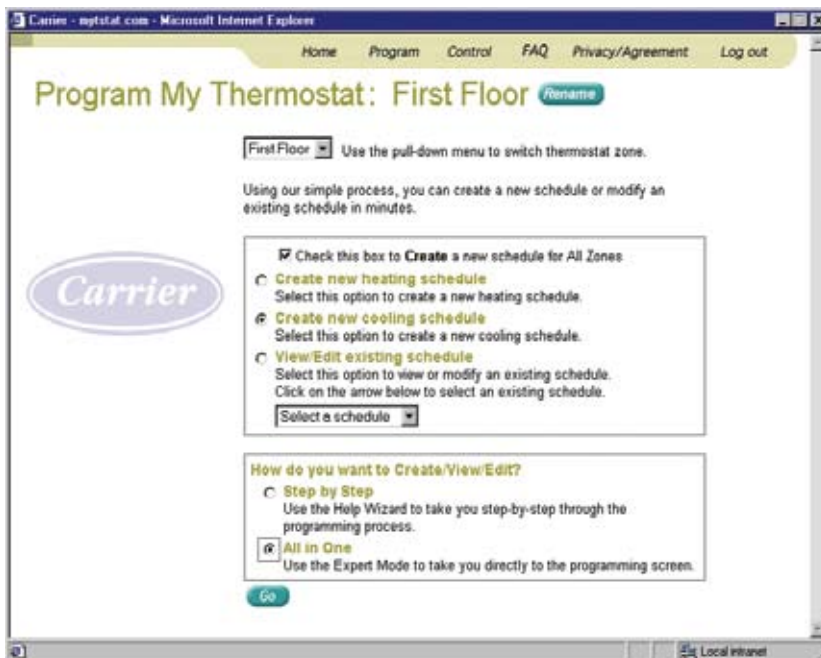 Carrier - mytstat.com - Microsoft Internet Explorer
Home Program Control FAQ Privacy/Agreement Log out
Program My Thermostat: First Floor Rename
First Floor Use the pull-down menu to switch thermostat zone.
Using our simple process, you can create a new schedule or modify an
existing schedule in minutes.
Carrier
Check this box to Create a new schedule for All Zones
Create new heating schedule
Select this option to create a new heating schedule.
Create new cooling schedule
Select this option to create a new cooling schedule.
View/Edit existing schedule
Select this option to view or modify an existing schedule.
Click on the arrow below to select an existing schedule.
Select a schedule
How do you want to Create/View/Edit?
Step by Step
Use the Help Wizard to take you step-by-step through the
programming process.
All in One
Use the Expert Mode to take you directly to the programming screen.
Go
Local intranet